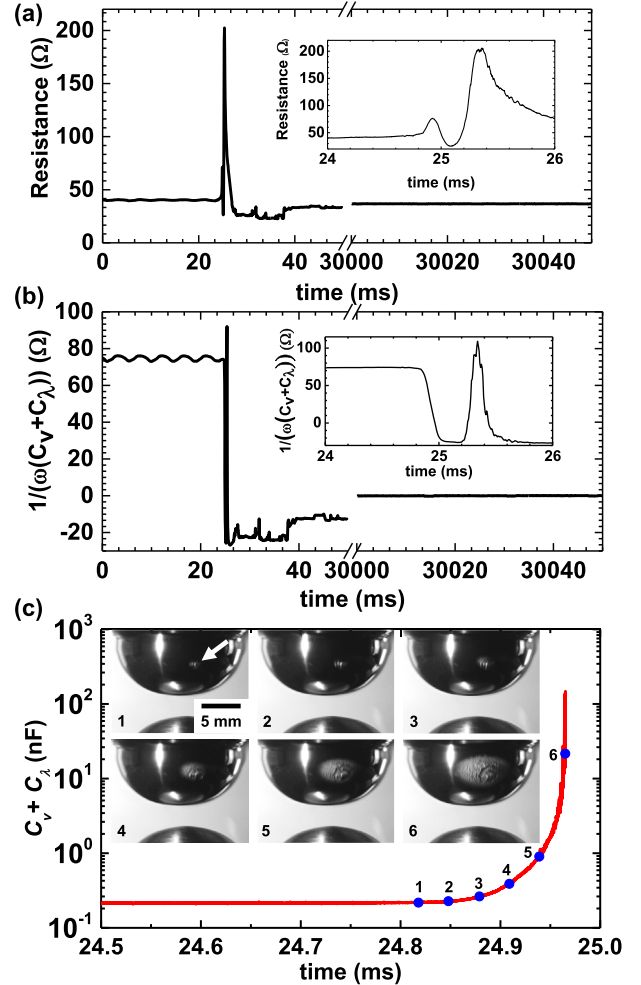 (a)
Resistance (Ω)
200
150
100
50
0
0 20 40 30000 30020 30040
time (ms)
Resistance (Ω)
200
150
100
50
24 25 26
time (ms)
(b)
1/(ω(Cv+Cλ)) (Ω)
100
80
60
40
20
0
-20
0 20 40 30000 30020 30040
time (ms)
1/(ω(Cv+Cλ)) (Ω)
100
50
0
24 25 26
time (ms)
(c)
Cv + Cλ (nF)
10³
10²
10¹
10⁰
10⁻¹
24.5 24.6 24.7 24.8 24.9 25.0
time (ms)
1 5 mm 2 3
4 5 6
1 2 3 4 5 6